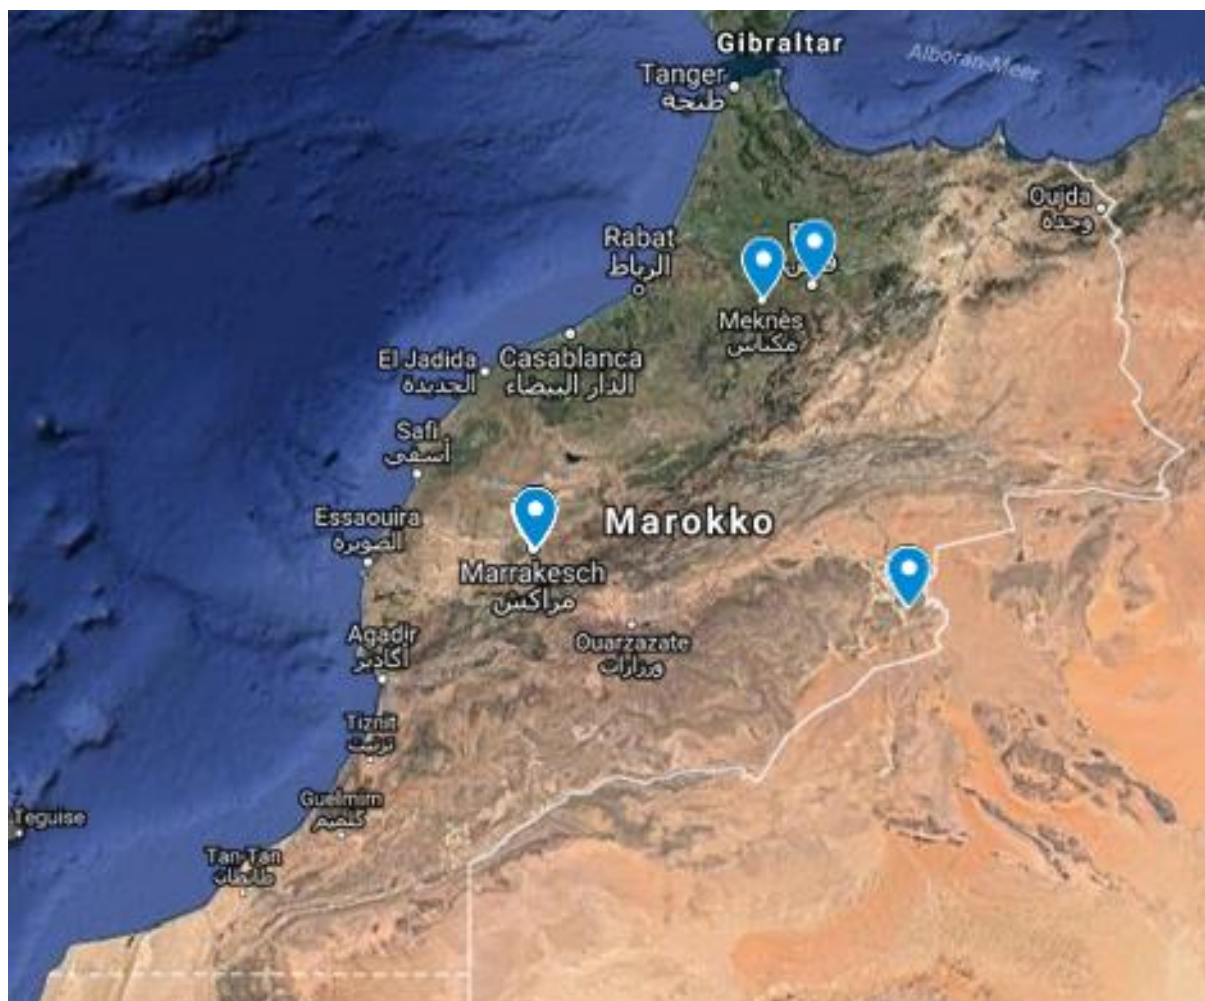 Gibraltar
Alborán-Meer
Tanger
طنجة
Oujda
وجدة
Rabat
الرباط
Meknès
مكناس
El Jadida
الجديدة
Casablanca
الدار البيضاء
Safi
أسفي
Essaouira
الصويرة
Marokko
Marrakesch
مراكش
Agadir
أكادير
Ouarzazate
ورزازات
Tiznit
تزنيت
Guelmim
كلميم
Teguise
Tan-Tan
طانطان